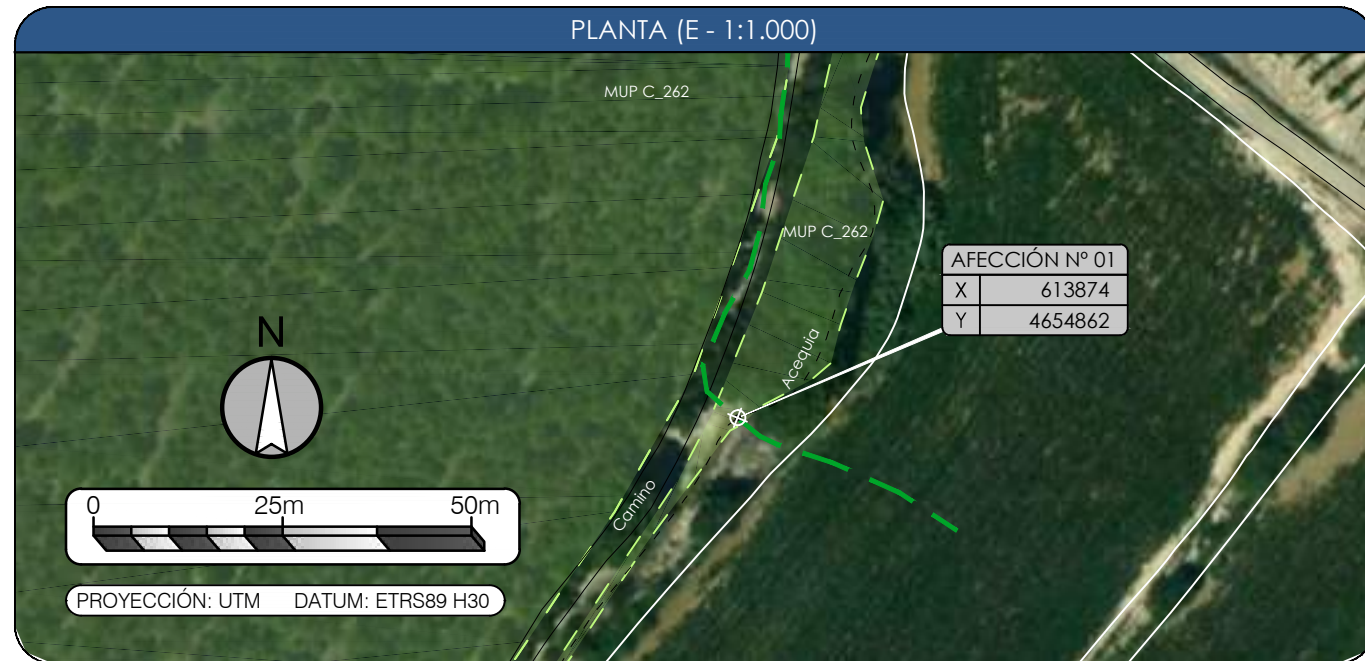 PLANTA (E - 1:1.000)
MUP C_262
MUP C_262
AFECCIÓN Nº 01
X 613874
Y 4654862
Acequia
N
Camino
0 25m 50m
PROYECCIÓN: UTM DATUM: ETRS89 H30